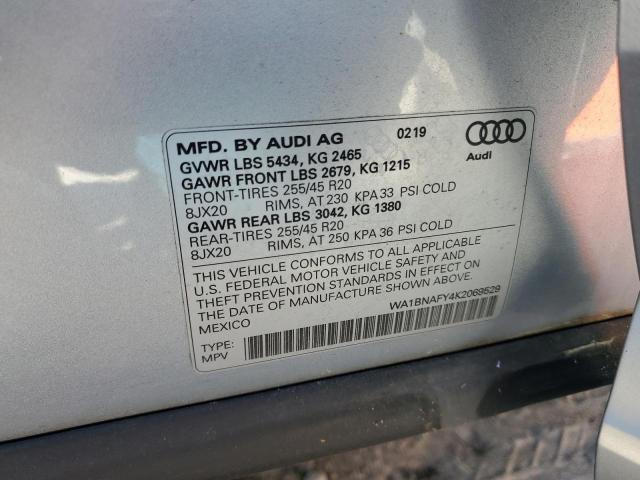 MFD. BY AUDI AG 0219
GVWR LBS 5434, KG 2465
GAWR FRONT LBS 2679, KG 1215
FRONT-TIRES 255/45 R20
8JX20 RIMS, AT 230 KPA 33 PSI COLD
GAWR REAR LBS 3042, KG 1380
REAR-TIRES 255/45 R20
8JX20 RIMS, AT 250 KPA 36 PSI COLD
Audi
THIS VEHICLE CONFORMS TO ALL APPLICABLE
U.S. FEDERAL MOTOR VEHICLE SAFETY AND
THEFT PREVENTION STANDARDS IN EFFECT ON
THE DATE OF MANUFACTURE SHOWN ABOVE.
MEXICO
WA1BNAFY4K2069529
TYPE:
MPV